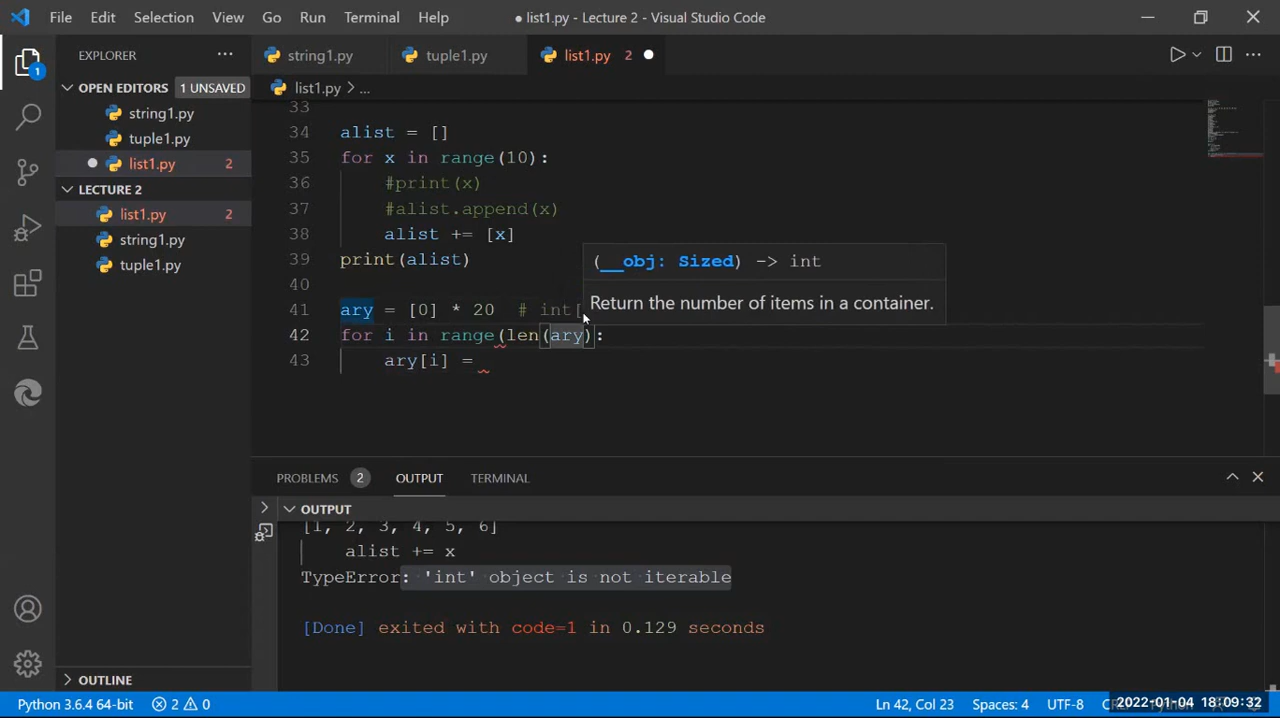 File Edit Selection View Go Run Terminal Help ● list1.py - Lecture 2 - Visual Studio Code
EXPLORER ...
string1.py tuple1.py list1.py 2 ●
OPEN EDITORS 1 UNSAVED
list1.py > ...
string1.py
tuple1.py
● list1.py 2
LECTURE 2
list1.py 2
string1.py
tuple1.py
33
34 alist = []
35 for x in range(10):
36 #print(x)
37 #alist.append(x)
38 alist += [x]
39 print(alist)
40
(__obj: Sized) -> int
Return the number of items in a container.
41 ary = [0] * 20 # int[
42 for i in range(len(ary):
43 ary[i] =
PROBLEMS 2 OUTPUT TERMINAL
OUTPUT
[1, 2, 3, 4, 5, 6]
alist += x
TypeError: 'int' object is not iterable
[Done] exited with code=1 in 0.129 seconds
OUTLINE
Python 3.6.4 64-bit 2 0 Ln 42, Col 23 Spaces: 4 UTF-8 2022-01-04 18:09:32
1